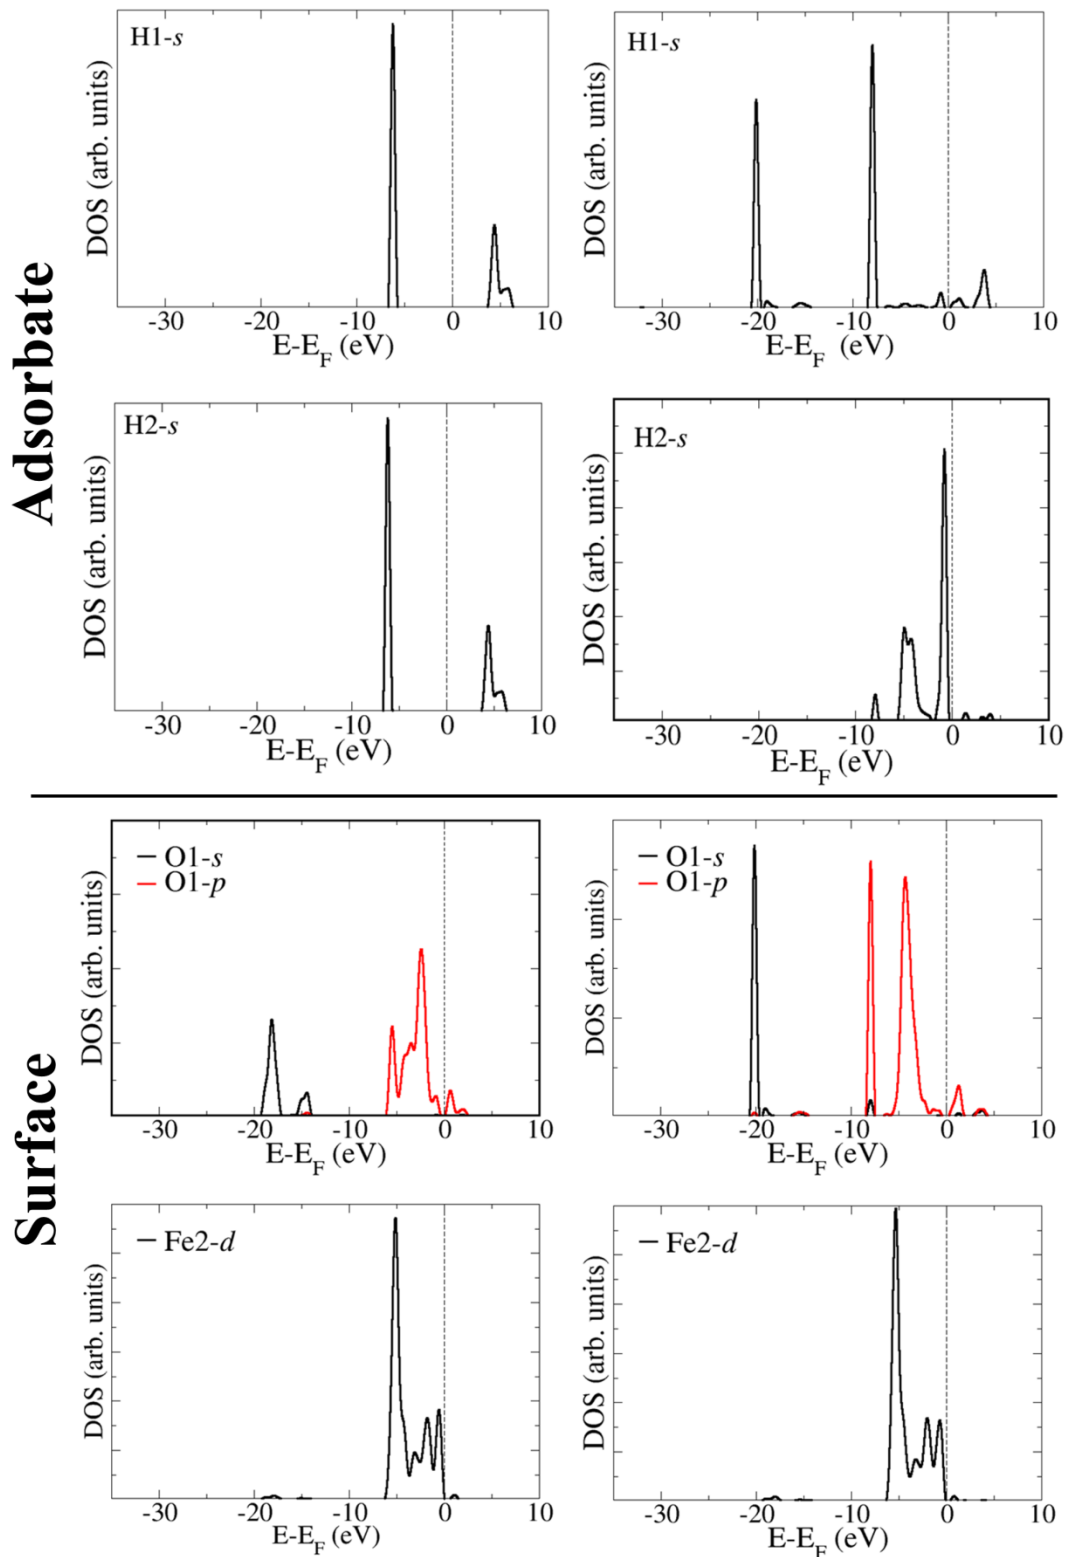 Adsorbate
H1-s
DOS (arb. units)
-30 -20 -10 0 10
E-EF (eV)
H1-s
DOS (arb. units)
-30 -20 -10 0 10
E-EF (eV)
H2-s
DOS (arb. units)
-30 -20 -10 0 10
E-EF (eV)
H2-s
DOS (arb. units)
-30 -20 -10 0 10
E-EF (eV)
Surface
O1-s
O1-p
DOS (arb. units)
-30 -20 -10 0 10
E-EF (eV)
O1-s
O1-p
DOS (arb. units)
-30 -20 -10 0 10
E-EF (eV)
Fe2-d
DOS (arb. units)
-30 -20 -10 0 10
E-EF (eV)
Fe2-d
DOS (arb. units)
-30 -20 -10 0 10
E-EF (eV)